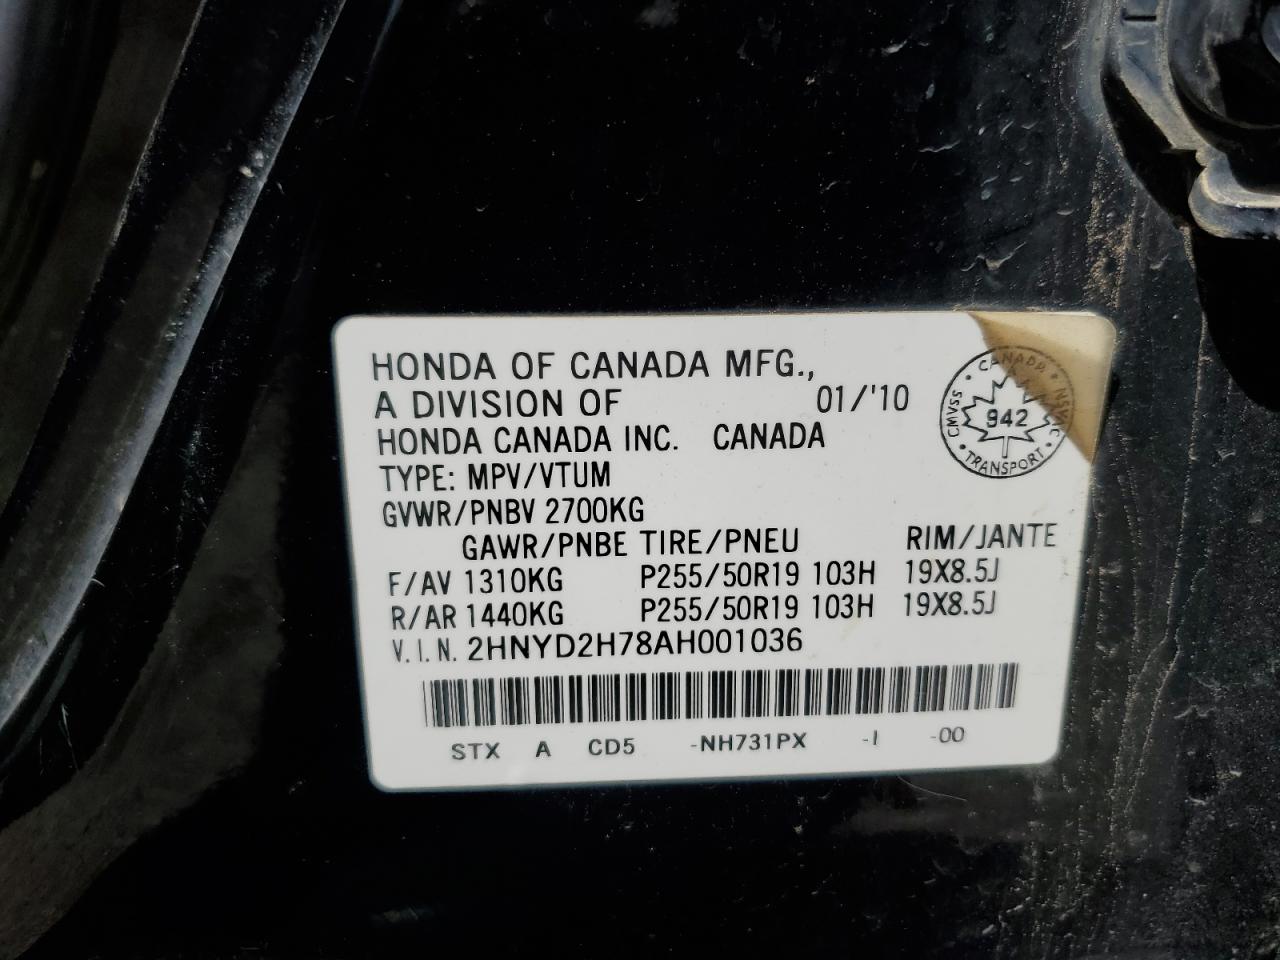 HONDA OF CANADA MFG.,
A DIVISION OF 01/'10
HONDA CANADA INC. CANADA
TYPE: MPV/VTUM
GVWR/PNBV 2700KG
GAWR/PNBE TIRE/PNEU RIM/JANTE
F/AV 1310KG P255/50R19 103H 19X8.5J
R/AR 1440KG P255/50R19 103H 19X8.5J
V.I.N. 2HNYD2H78AH001036
STX A CD5 -NH731PX -I -00
CANADA · NSVAC · TRANSPORT · CMVSS ·
942